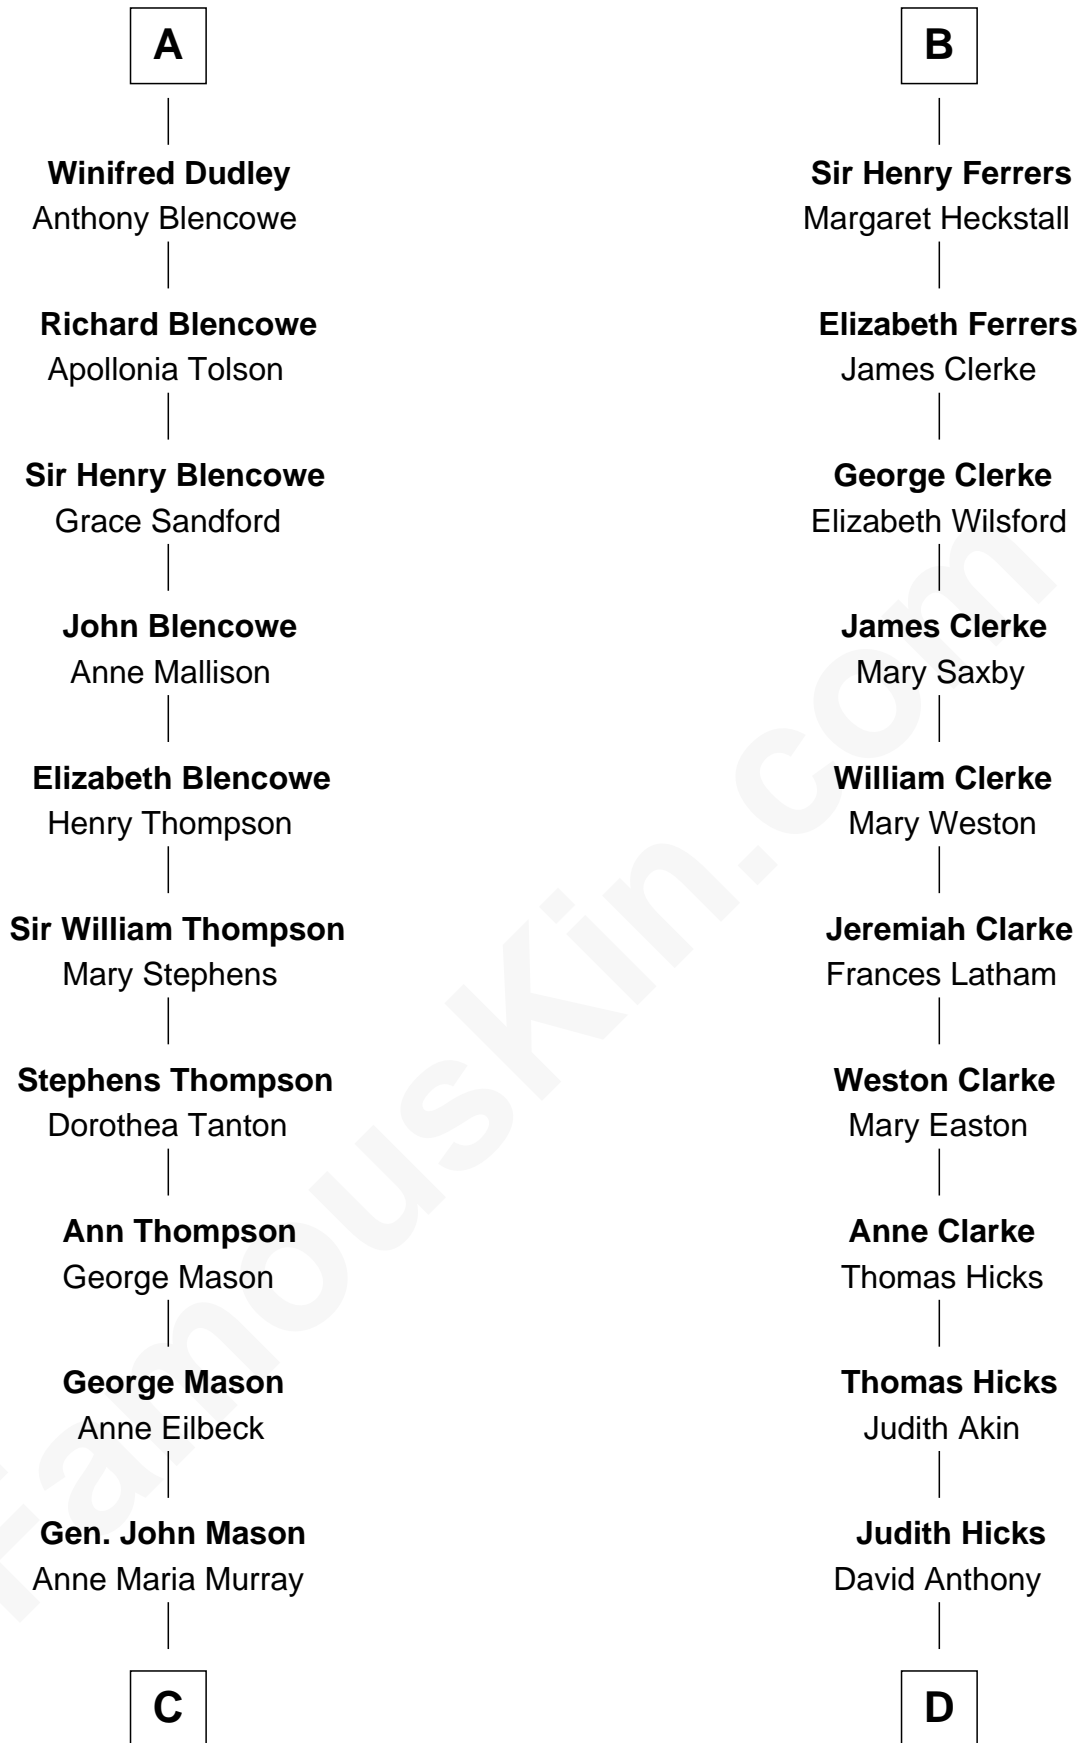 A
Winifred Dudley
Anthony Blencowe
Richard Blencowe
Apollonia Tolson
Sir Henry Blencowe
Grace Sandford
John Blencowe
Anne Mallison
Elizabeth Blencowe
Henry Thompson
Sir William Thompson
Mary Stephens
Stephens Thompson
Dorothea Tanton
Ann Thompson
George Mason
George Mason
Anne Eilbeck
Gen. John Mason
Anne Maria Murray
C
B
Sir Henry Ferrers
Margaret Heckstall
Elizabeth Ferrers
James Clerke
George Clerke
Elizabeth Wilsford
James Clerke
Mary Saxby
William Clerke
Mary Weston
Jeremiah Clarke
Frances Latham
Weston Clarke
Mary Easton
Anne Clarke
Thomas Hicks
Thomas Hicks
Judith Akin
Judith Hicks
David Anthony
D
FamousKin.com